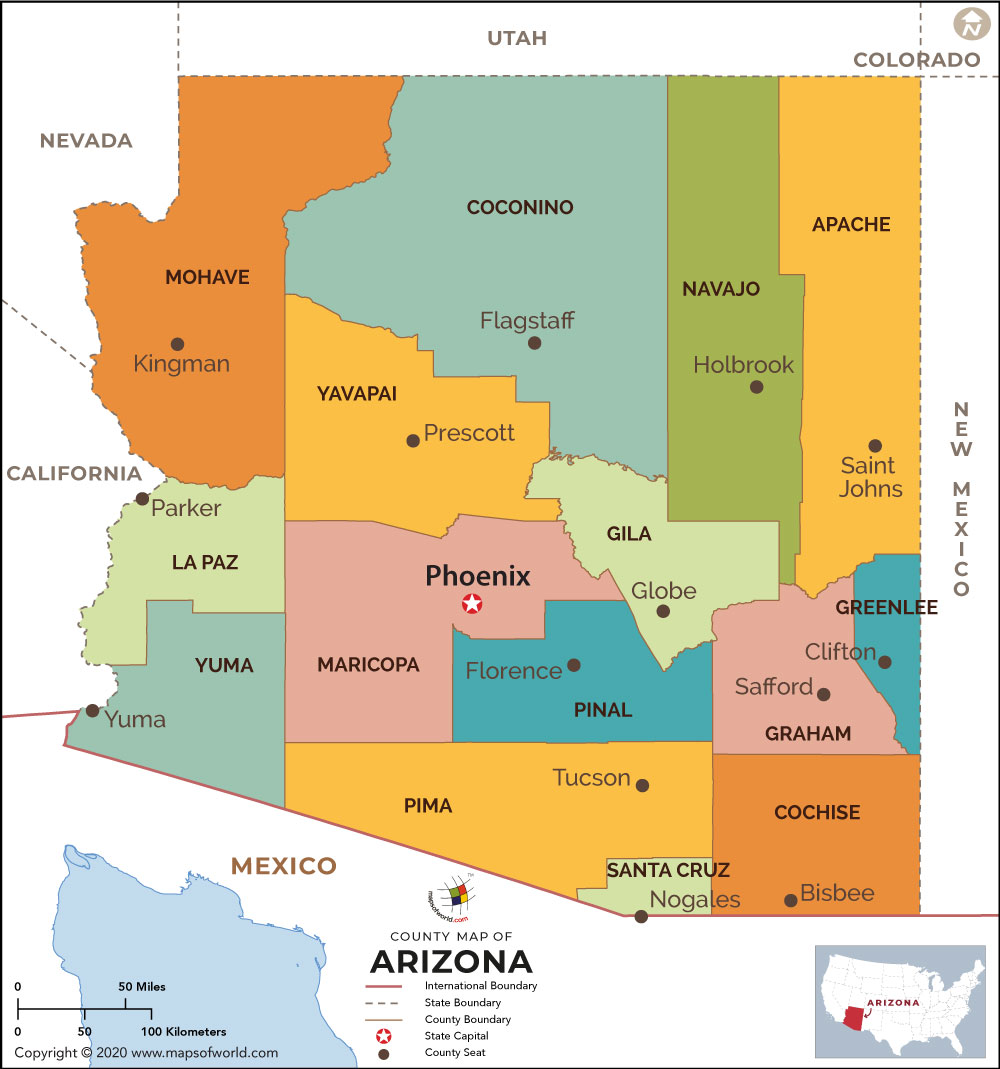 N
UTAH
COLORADO
NEVADA
COCONINO
APACHE
MOHAVE
NAVAJO
Flagstaff
Kingman
Holbrook
YAVAPAI
Prescott
NEW MEXICO
CALIFORNIA
Saint
Johns
Parker
GILA
LA PAZ
Phoenix
Globe
GREENLEE
YUMA
MARICOPA
Clifton
Florence
Safford
PINAL
Yuma
GRAHAM
Tucson
PIMA
COCHISE
MEXICO
SANTA CRUZ
Nogales
Bisbee
mapsofworld.com
TM
COUNTY MAP OF
ARIZONA
International Boundary
State Boundary
County Boundary
State Capital
County Seat
0 50 Miles
0 50 100 Kilometers
Copyright © 2020 www.mapsofworld.com
ARIZONA